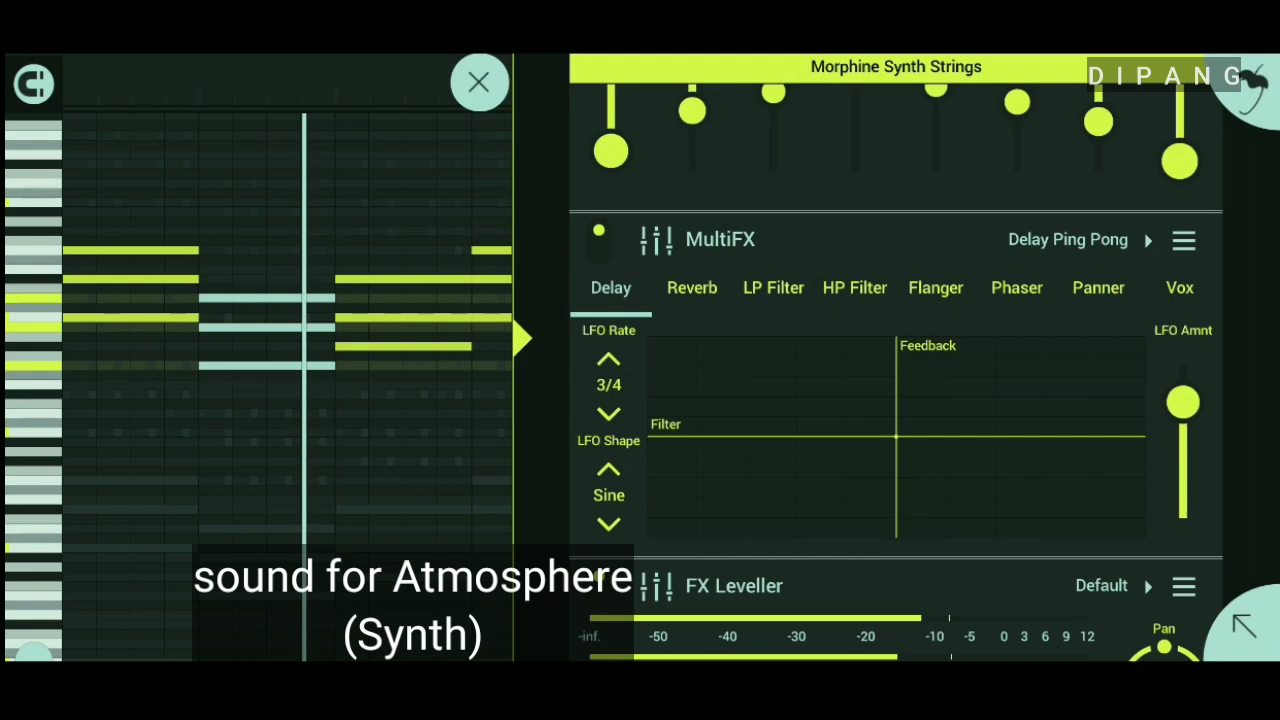 Morphine Synth Strings
DIPANG
MultiFX
Delay Ping Pong
Delay
Reverb
LP Filter
HP Filter
Flanger
Phaser
Panner
Vox
LFO Rate
3/4
LFO Shape
Sine
Feedback
Filter
LFO Amnt
sound for Atmosphere
(Synth)
FX Leveller
Default
-inf. -50 -40 -30 -20 -10 -5 0 3 6 9 12
Pan